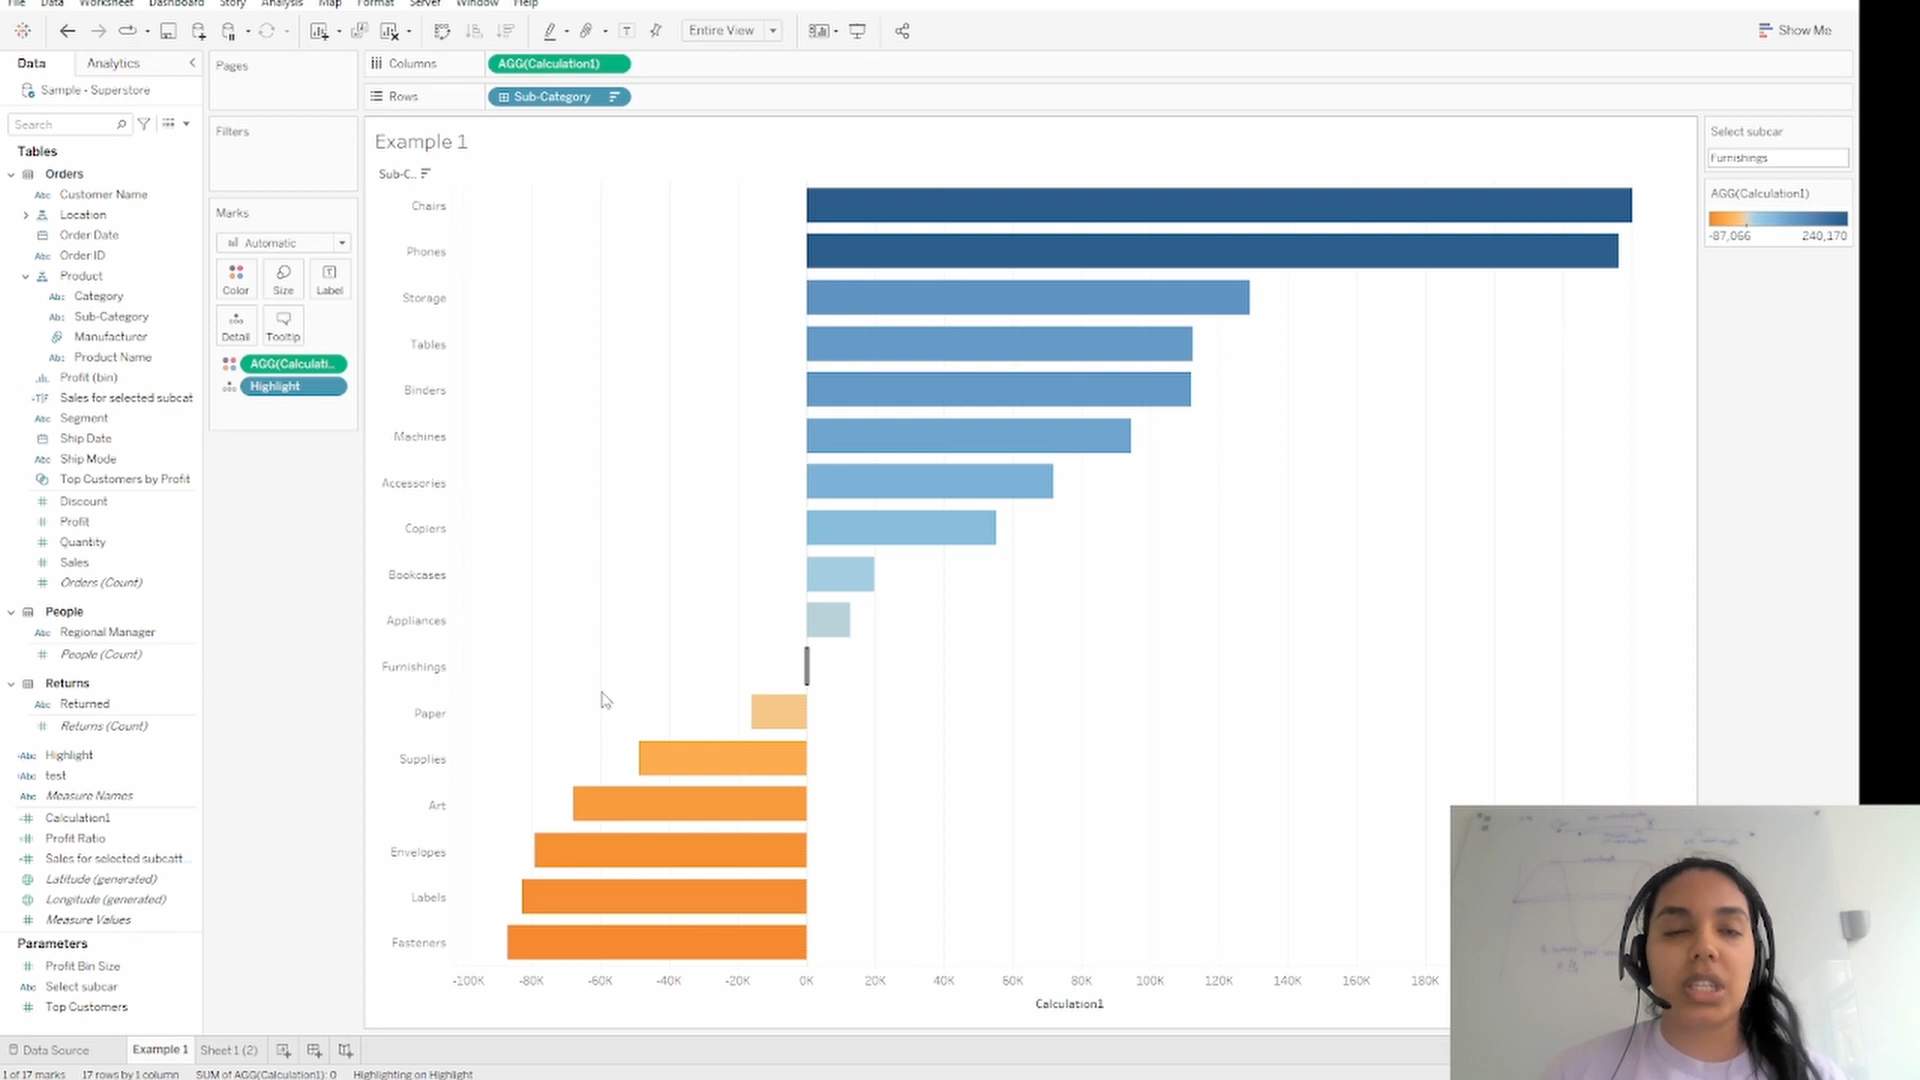 File Data Worksheet Dashboard Story Analysis Map Format Server Window Help
Entire View
Show Me
Data Analytics
Sample - Superstore
Search
Tables
Orders
Customer Name
Location
Order Date
Order ID
Product
Category
Sub-Category
Manufacturer
Product Name
Profit (bin)
Sales for selected subcat
Segment
Ship Date
Ship Mode
Top Customers by Profit
Discount
Profit
Quantity
Sales
Orders (Count)
People
Regional Manager
People (Count)
Returns
Returned
Returns (Count)
Highlight
test
Measure Names
Calculation1
Profit Ratio
Sales for selected subcatt...
Latitude (generated)
Longitude (generated)
Measure Values
Parameters
Profit Bin Size
Select subcar
Top Customers
Pages
Filters
Marks
Automatic
Color Size Label
Detail Tooltip
AGG(Calculati..
Highlight
Columns AGG(Calculation1)
Rows Sub-Category
Example 1
Sub-C..
Chairs
Phones
Storage
Tables
Binders
Machines
Accessories
Copiers
Bookcases
Appliances
Furnishings
Paper
Supplies
Art
Envelopes
Labels
Fasteners
-100K -80K -60K -40K -20K 0K 20K 40K 60K 80K 100K 120K 140K 160K 180K
Calculation1
Select subcar
Furnishings
AGG(Calculation1)
-87,066 240,170
Data Source Example 1 Sheet 1 (2)
1 of 17 marks 17 rows by 1 column SUM of AGG(Calculation1): 0 Highlighting on Highlight